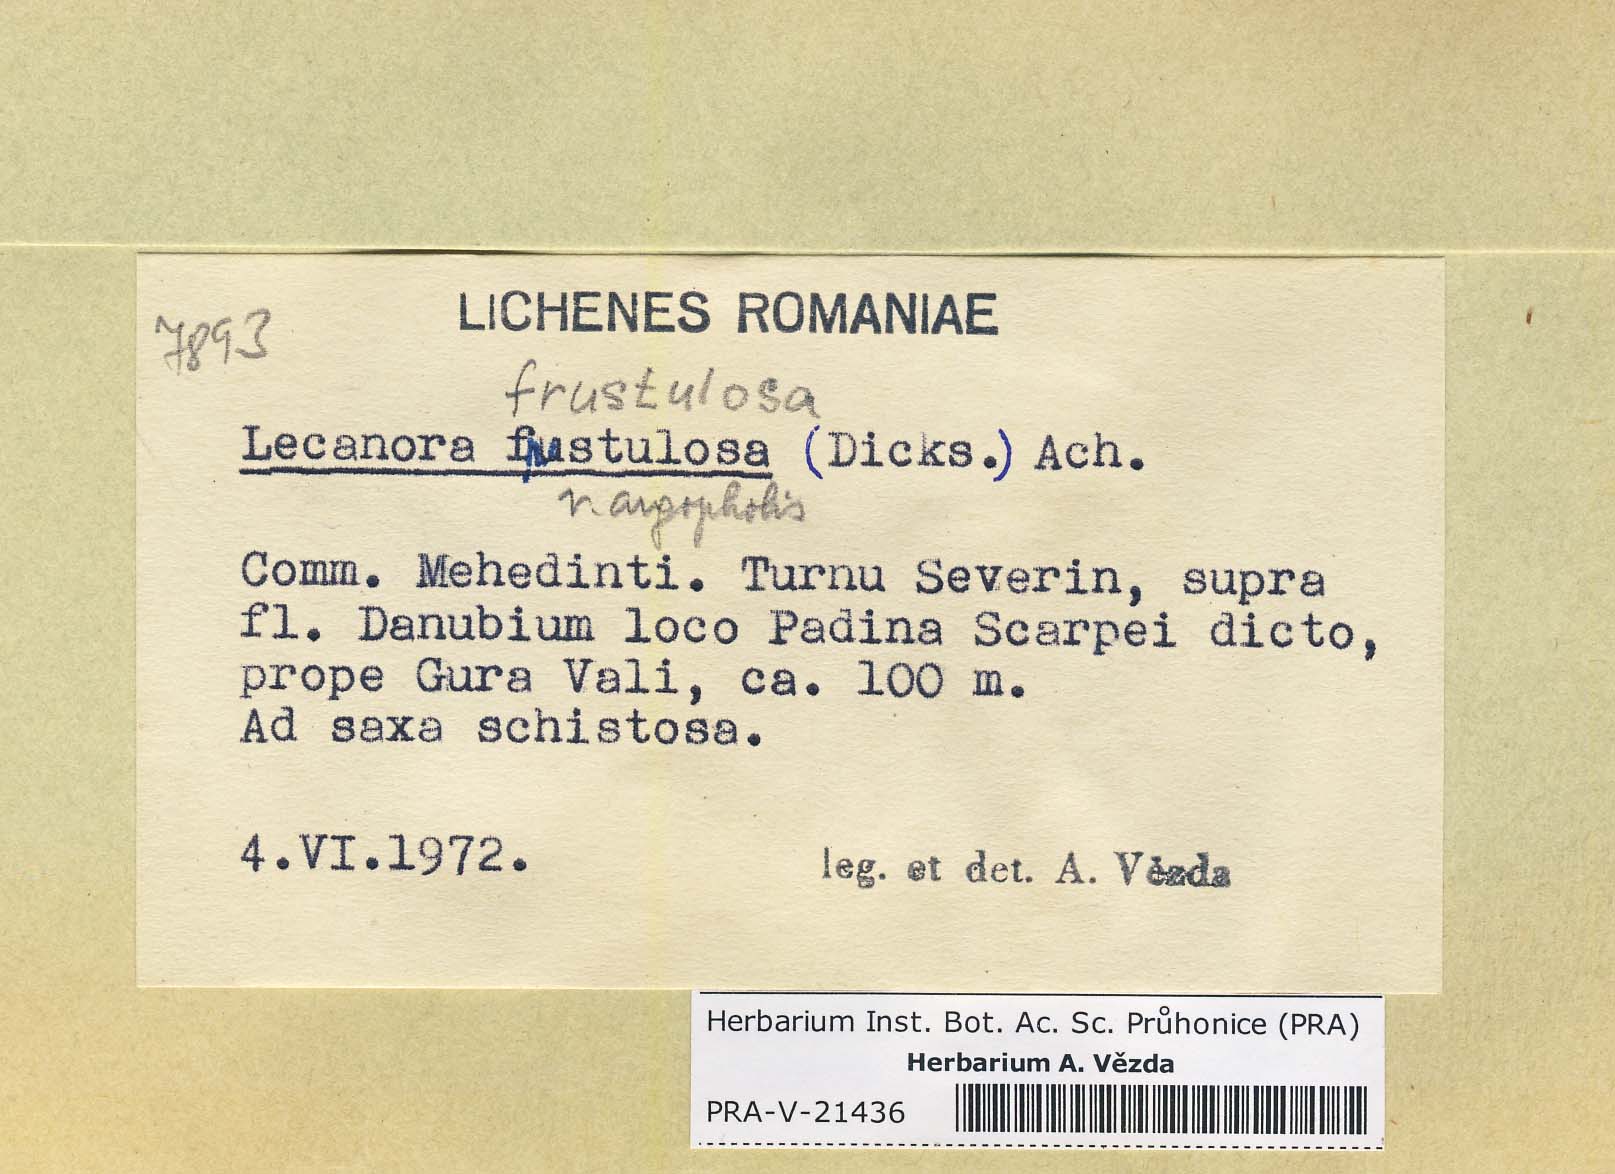 7893
LICHENES ROMANIAE
frustulosa
Lecanora frustulosa (Dicks.) Ach.
v. argopholis
Comm. Mehedinti. Turnu Severin, supra
fl. Danubium loco Padina Scarpei dicto,
prope Gura Vali, ca. 100 m.
Ad saxa schistosa.
4.VI.1972.
leg. et det. A. Vězda
Herbarium Inst. Bot. Ac. Sc. Průhonice (PRA)
Herbarium A. Vězda
PRA-V-21436